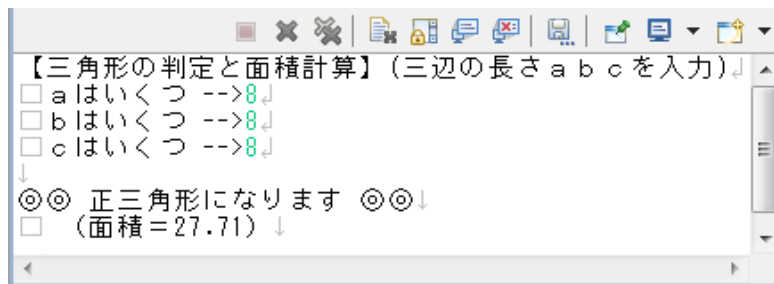 【三角形の判定と面積計算】(三辺の長さabcを入力)↲
□aはいくつ -->8↲
□bはいくつ -->8↲
□cはいくつ -->8↲
↓
◎◎ 正三角形になります ◎◎↓
□ (面積=27.71) ↓